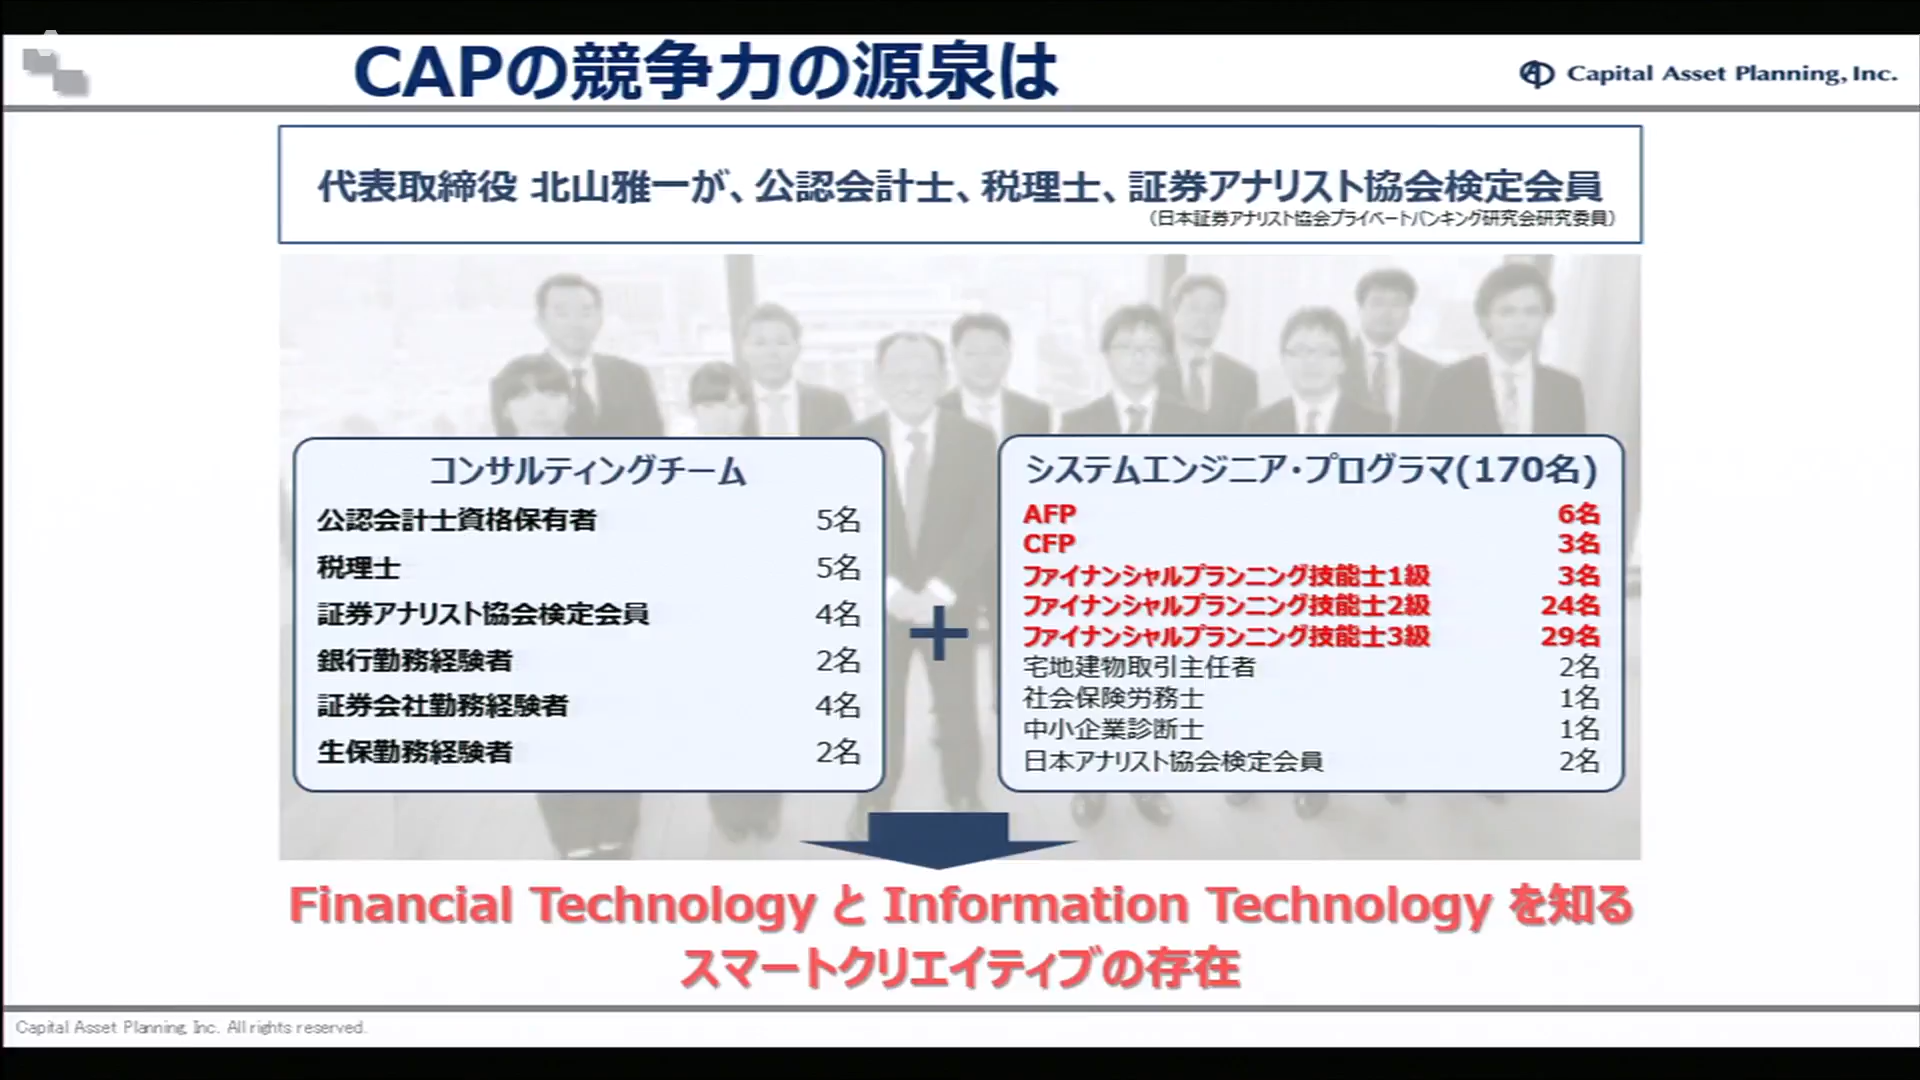 CAPの競争力の源泉は
Capital Asset Planning, Inc.
代表取締役 北山雅一が、公認会計士、税理士、証券アナリスト協会検定会員
（日本証券アナリスト協会プライベートバンキング研究会研究委員）
コンサルティングチーム
公認会計士資格保有者 5名
税理士 5名
証券アナリスト協会検定会員 4名
銀行勤務経験者 2名
証券会社勤務経験者 4名
生保勤務経験者 2名
+
システムエンジニア・プログラマ(170名)
AFP 6名
CFP 3名
ファイナンシャルプランニング技能士1級 3名
ファイナンシャルプランニング技能士2級 24名
ファイナンシャルプランニング技能士3級 29名
宅地建物取引主任者 2名
社会保険労務士 1名
中小企業診断士 1名
日本アナリスト協会検定会員 2名
Financial Technology と Information Technology を知る
スマートクリエイティブの存在
Capital Asset Planning, Inc. All rights reserved.